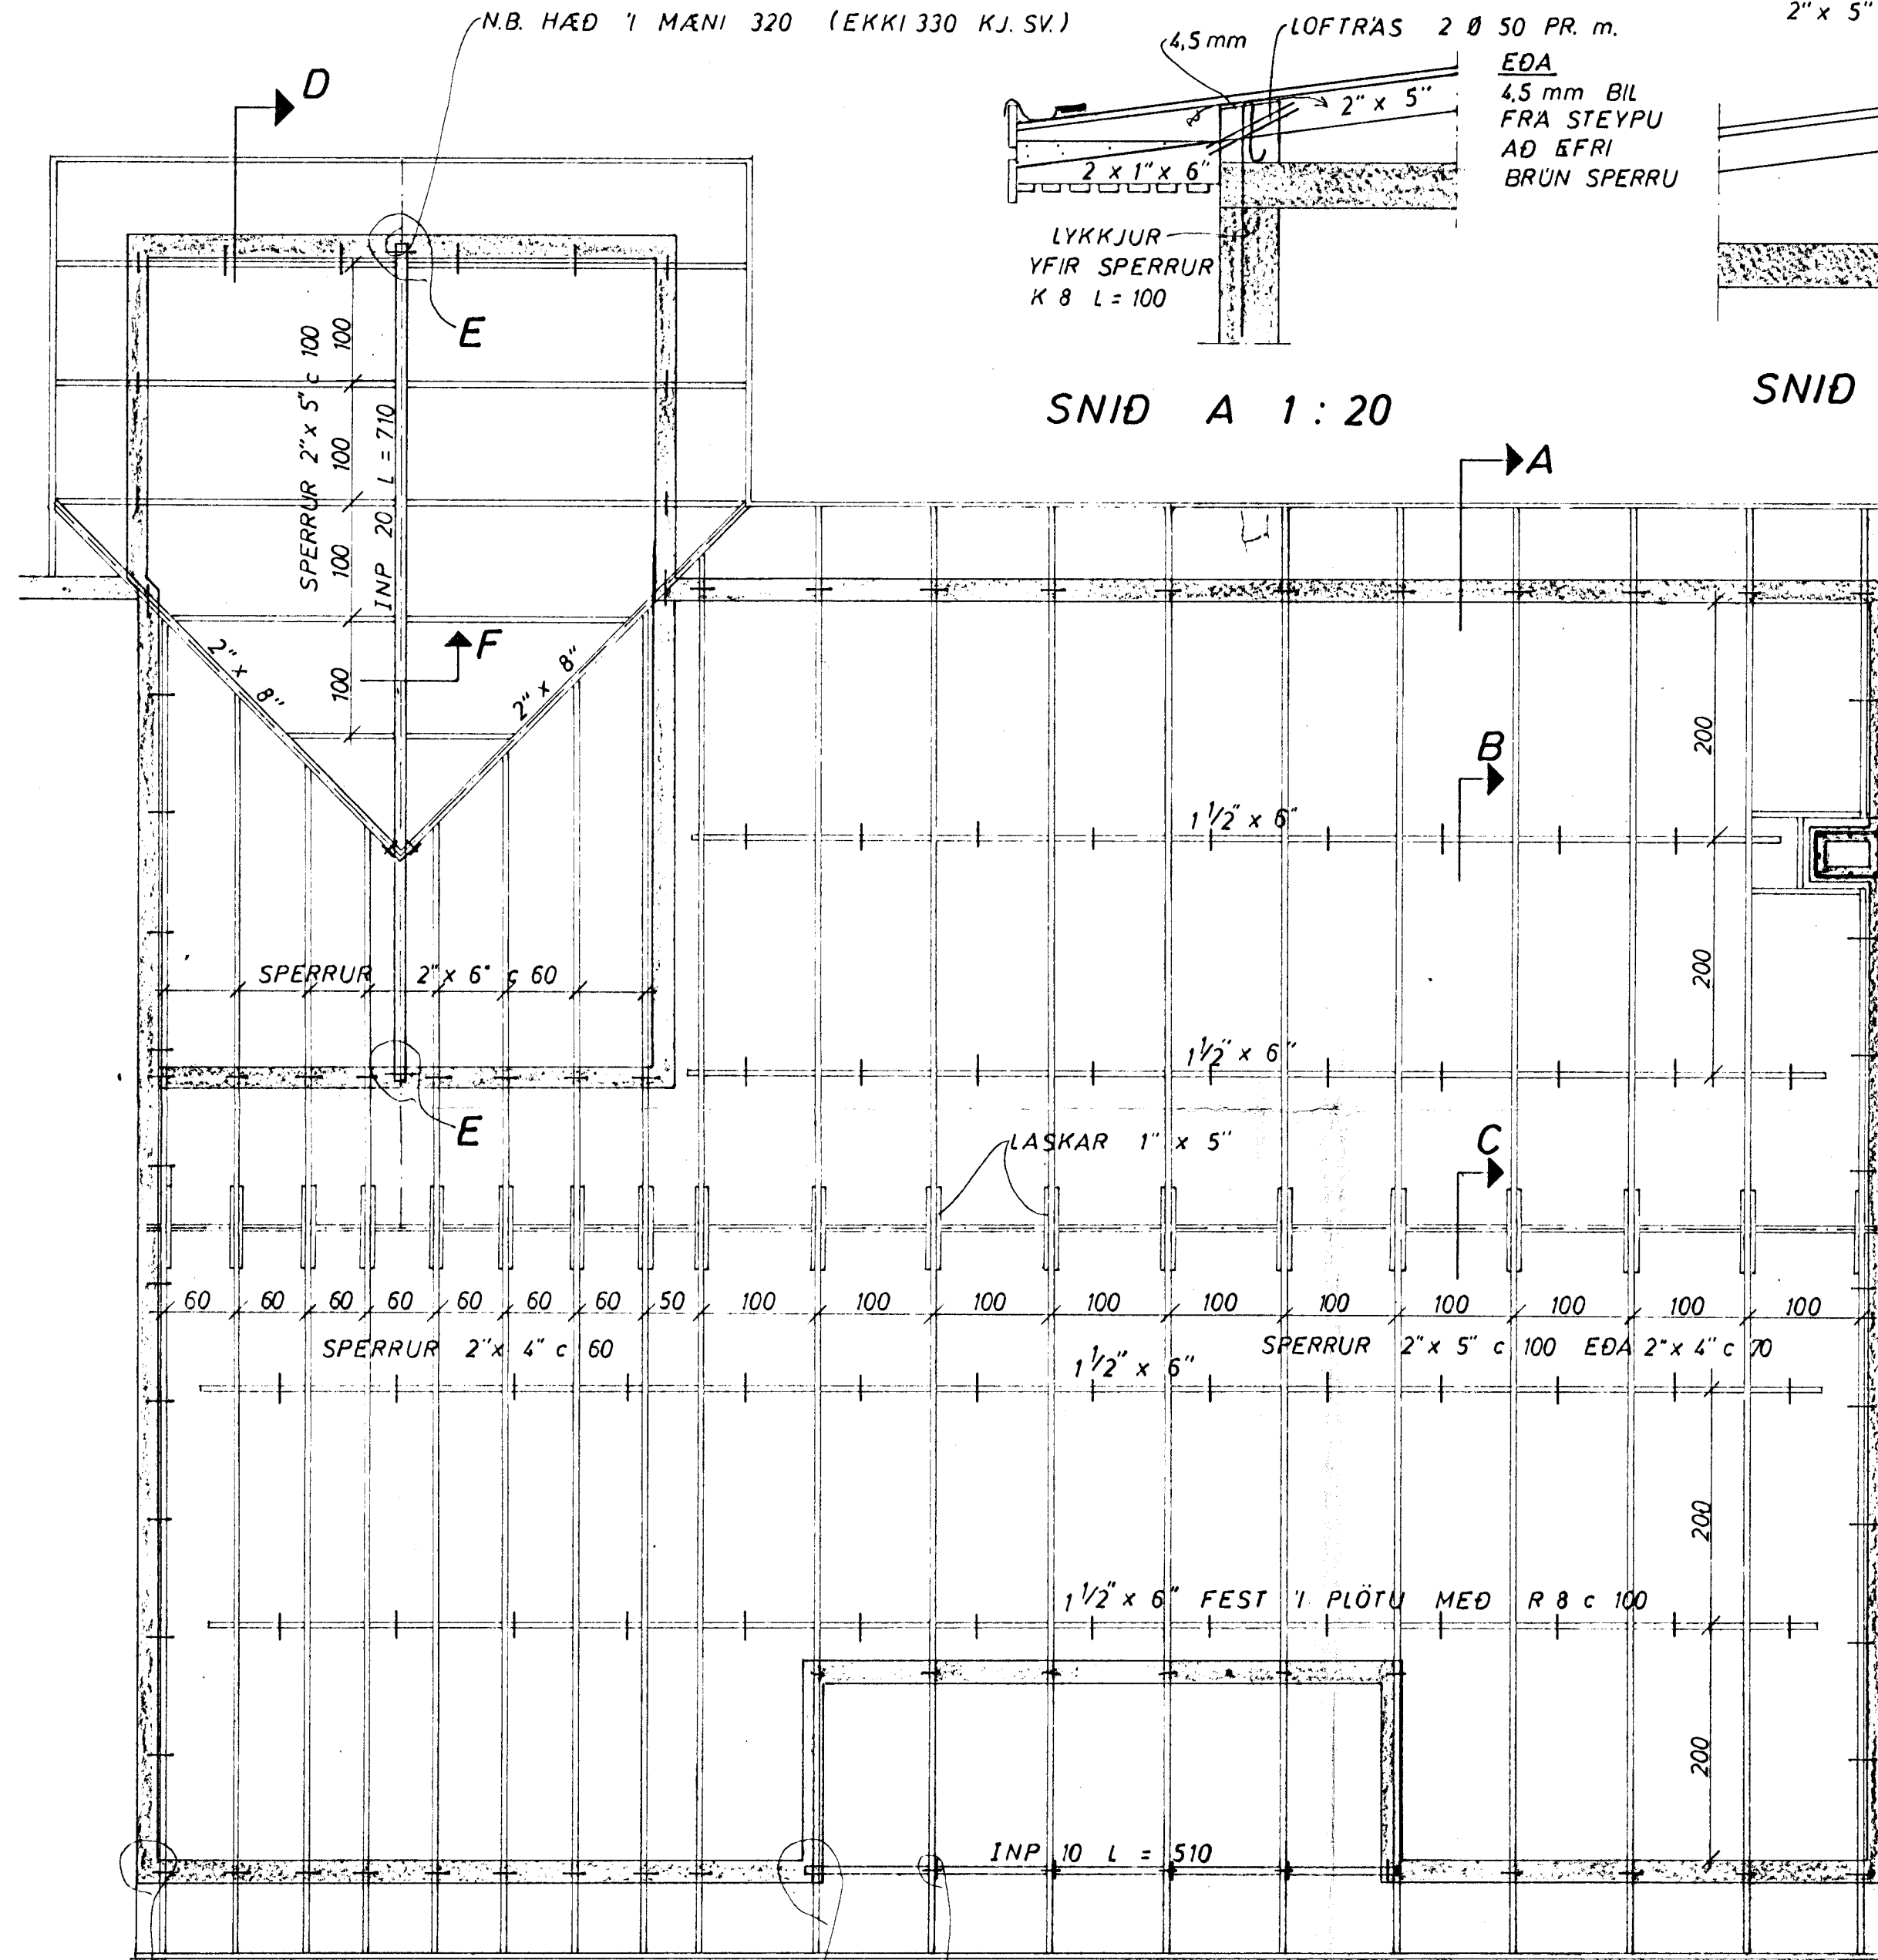 N.B. HÆÐ Í MÆNI 320 (EKKI 330 KJ. SV.)
4,5 mm
LOFTRÁS 2 Ø 50 PR. m.
EÐA
4,5 mm BIL
FRÁ STEYPU
AÐ EFRI
BRÚN SPERRU
2" x 5"
2" x 5"
2 x 1" x 6"
LYKKJUR
YFIR SPERRUR
K 8 L = 100
SNIÐ A 1 : 20
SNIÐ
D
E
SPERRUR 2" x 5" c 100
100
100
100
100
INP 20 L = 710
F
2" x 8"
2" x 8"
A
B
200
1 1/2" x 6"
200
SPERRUR 2" x 6" c 60
1 1/2" x 6"
E
LASKAR 1" x 5"
C
60 60 60 60 60 60 60 50 100 100 100 100 100 100 100 100 100 100
SPERRUR 2" x 4" c 60
SPERRUR 2" x 5" c 100 EÐA 2" x 4" c 70
1 1/2" x 6"
200
1 1/2" x 6" FEST Í PLÖTU MEÐ R 8 c 100
200
INP 10 L = 510